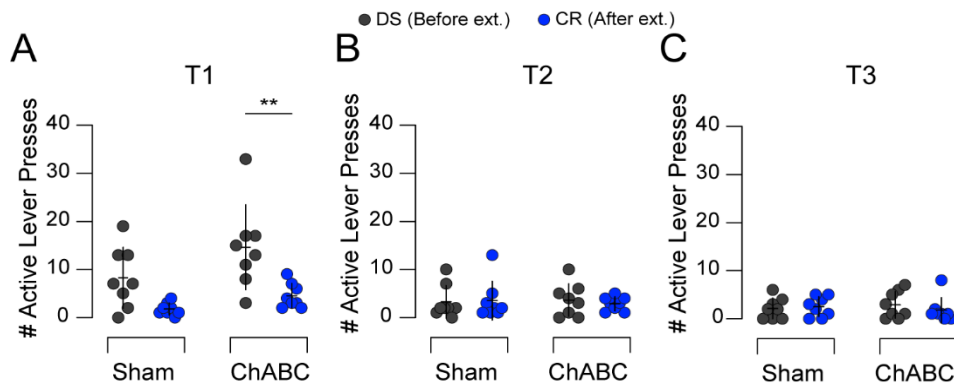 DS (Before ext.) CR (After ext.)
A B C
T1 T2 T3
**
# Active Lever Presses
40
30
20
10
0
Sham ChABC
# Active Lever Presses
40
30
20
10
0
Sham ChABC
# Active Lever Presses
40
30
20
10
0
Sham ChABC